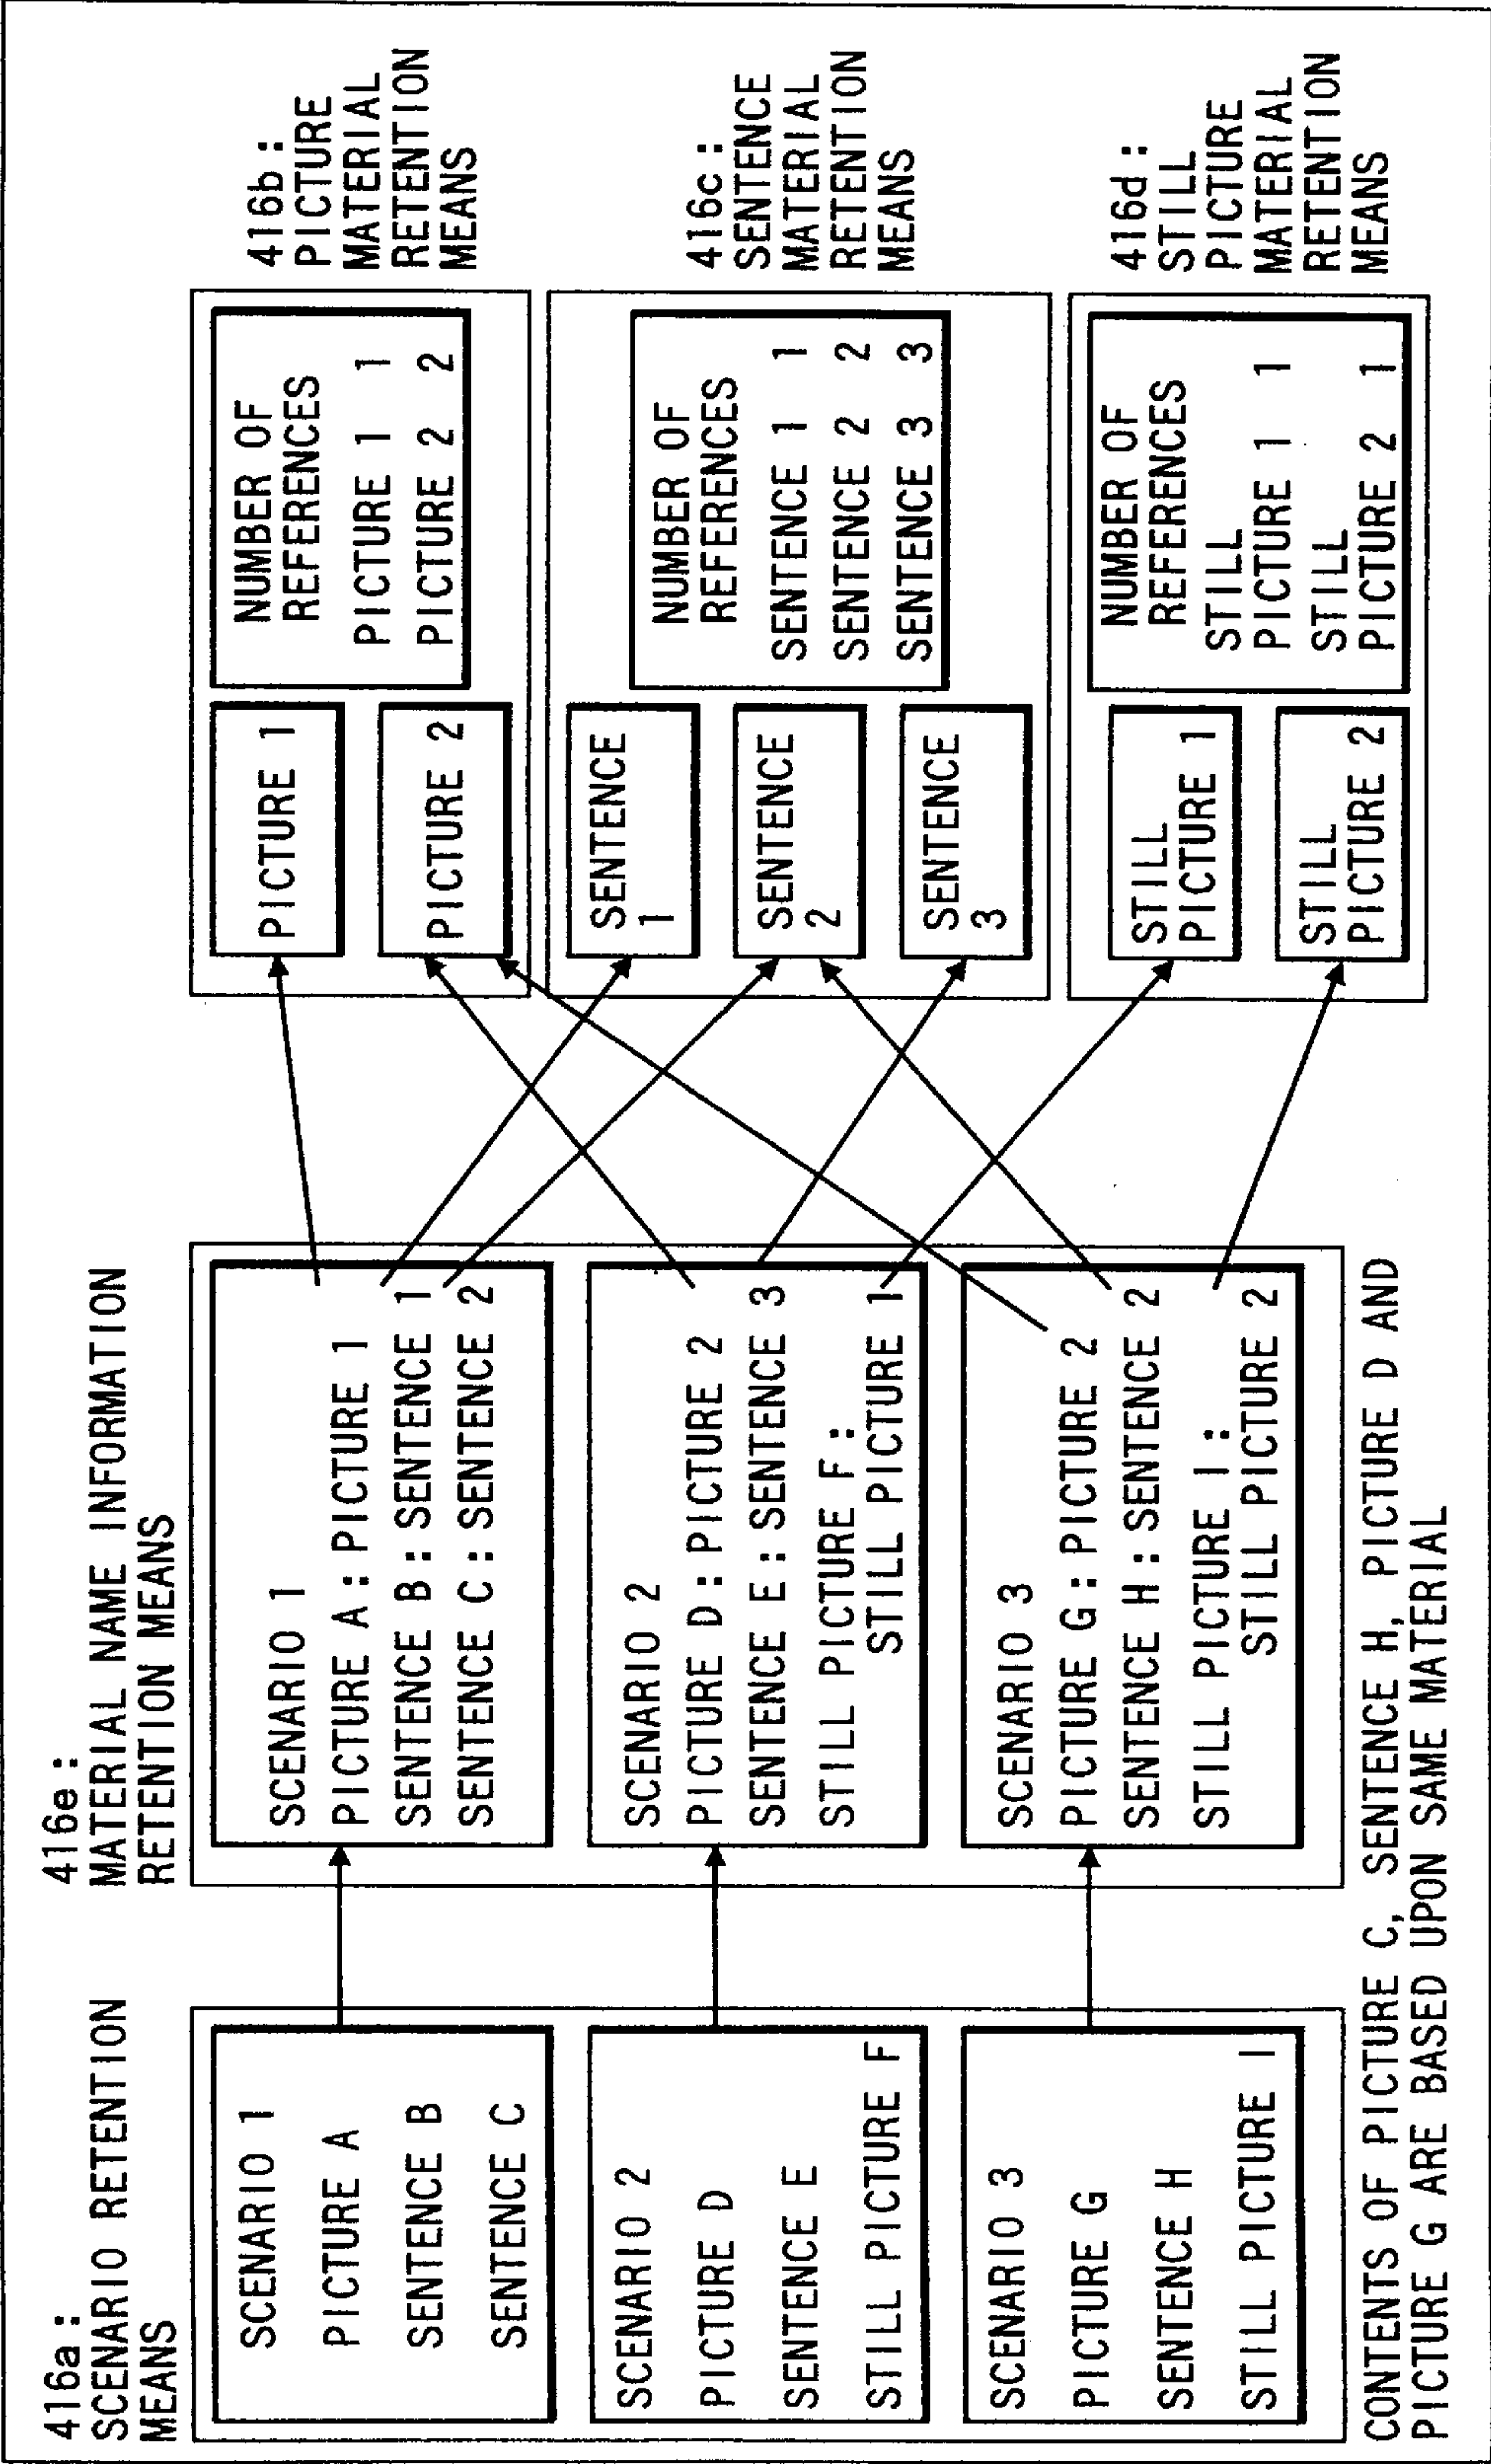 416a:
SCENARIO RETENTION
MEANS
SCENARIO 1
PICTURE A
SENTENCE B
SENTENCE C
SCENARIO 2
PICTURE D
SENTENCE E
STILL PICTURE F
SCENARIO 3
PICTURE G
SENTENCE H
STILL PICTURE I
416e:
MATERIAL NAME INFORMATION
RETENTION MEANS
SCENARIO 1
PICTURE A:PICTURE 1
SENTENCE B:SENTENCE 1
SENTENCE C:SENTENCE 2
SCENARIO 2
PICTURE D:PICTURE 2
SENTENCE E:SENTENCE 3
STILL PICTURE F:
STILL PICTURE 1
SCENARIO 3
PICTURE G:PICTURE 2
SENTENCE H:SENTENCE 2
STILL PICTURE I:
STILL PICTURE 2
PICTURE 1
PICTURE 2
NUMBER OF
REFERENCES
PICTURE 1 1
PICTURE 2 2
416b:
PICTURE
MATERIAL
RETENTION
MEANS
SENTENCE
1
SENTENCE
2
SENTENCE
3
NUMBER OF
REFERENCES
SENTENCE 1 1
SENTENCE 2 2
SENTENCE 3 3
416c:
SENTENCE
MATERIAL
RETENTION
MEANS
STILL
PICTURE 1
STILL
PICTURE 2
NUMBER OF
REFERENCES
STILL
PICTURE 1 1
STILL
PICTURE 2 1
416d:
STILL
PICTURE
MATERIAL
RETENTION
MEANS
CONTENTS OF PICTURE C, SENTENCE H, PICTURE D AND
PICTURE G ARE BASED UPON SAME MATERIAL